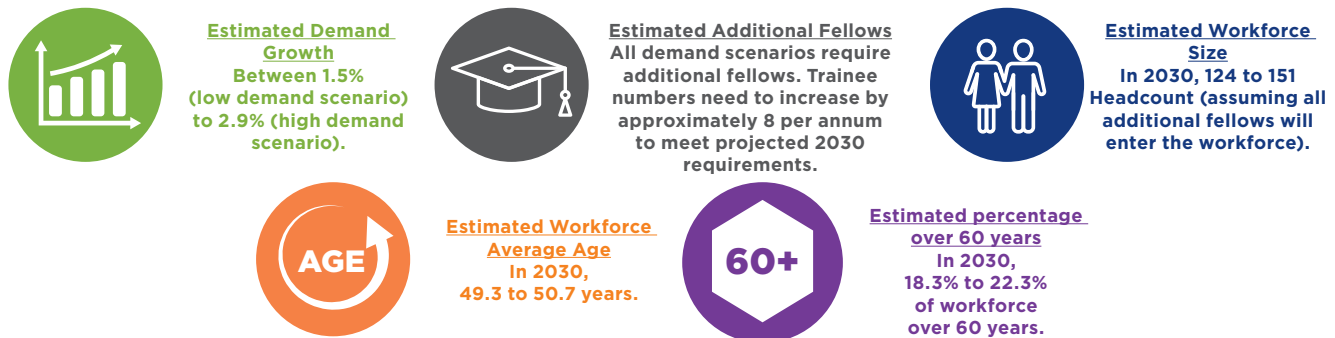 Estimated Demand
Growth
Between 1.5%
(low demand scenario)
to 2.9% (high demand
scenario).
Estimated Additional Fellows
All demand scenarios require
additional fellows. Trainee
numbers need to increase by
approximately 8 per annum
to meet projected 2030
requirements.
Estimated Workforce
Size
In 2030, 124 to 151
Headcount (assuming all
additional fellows will
enter the workforce).
AGE
Estimated Workforce
Average Age
In 2030,
49.3 to 50.7 years.
60+
Estimated percentage
over 60 years
In 2030,
18.3% to 22.3%
of workforce
over 60 years.